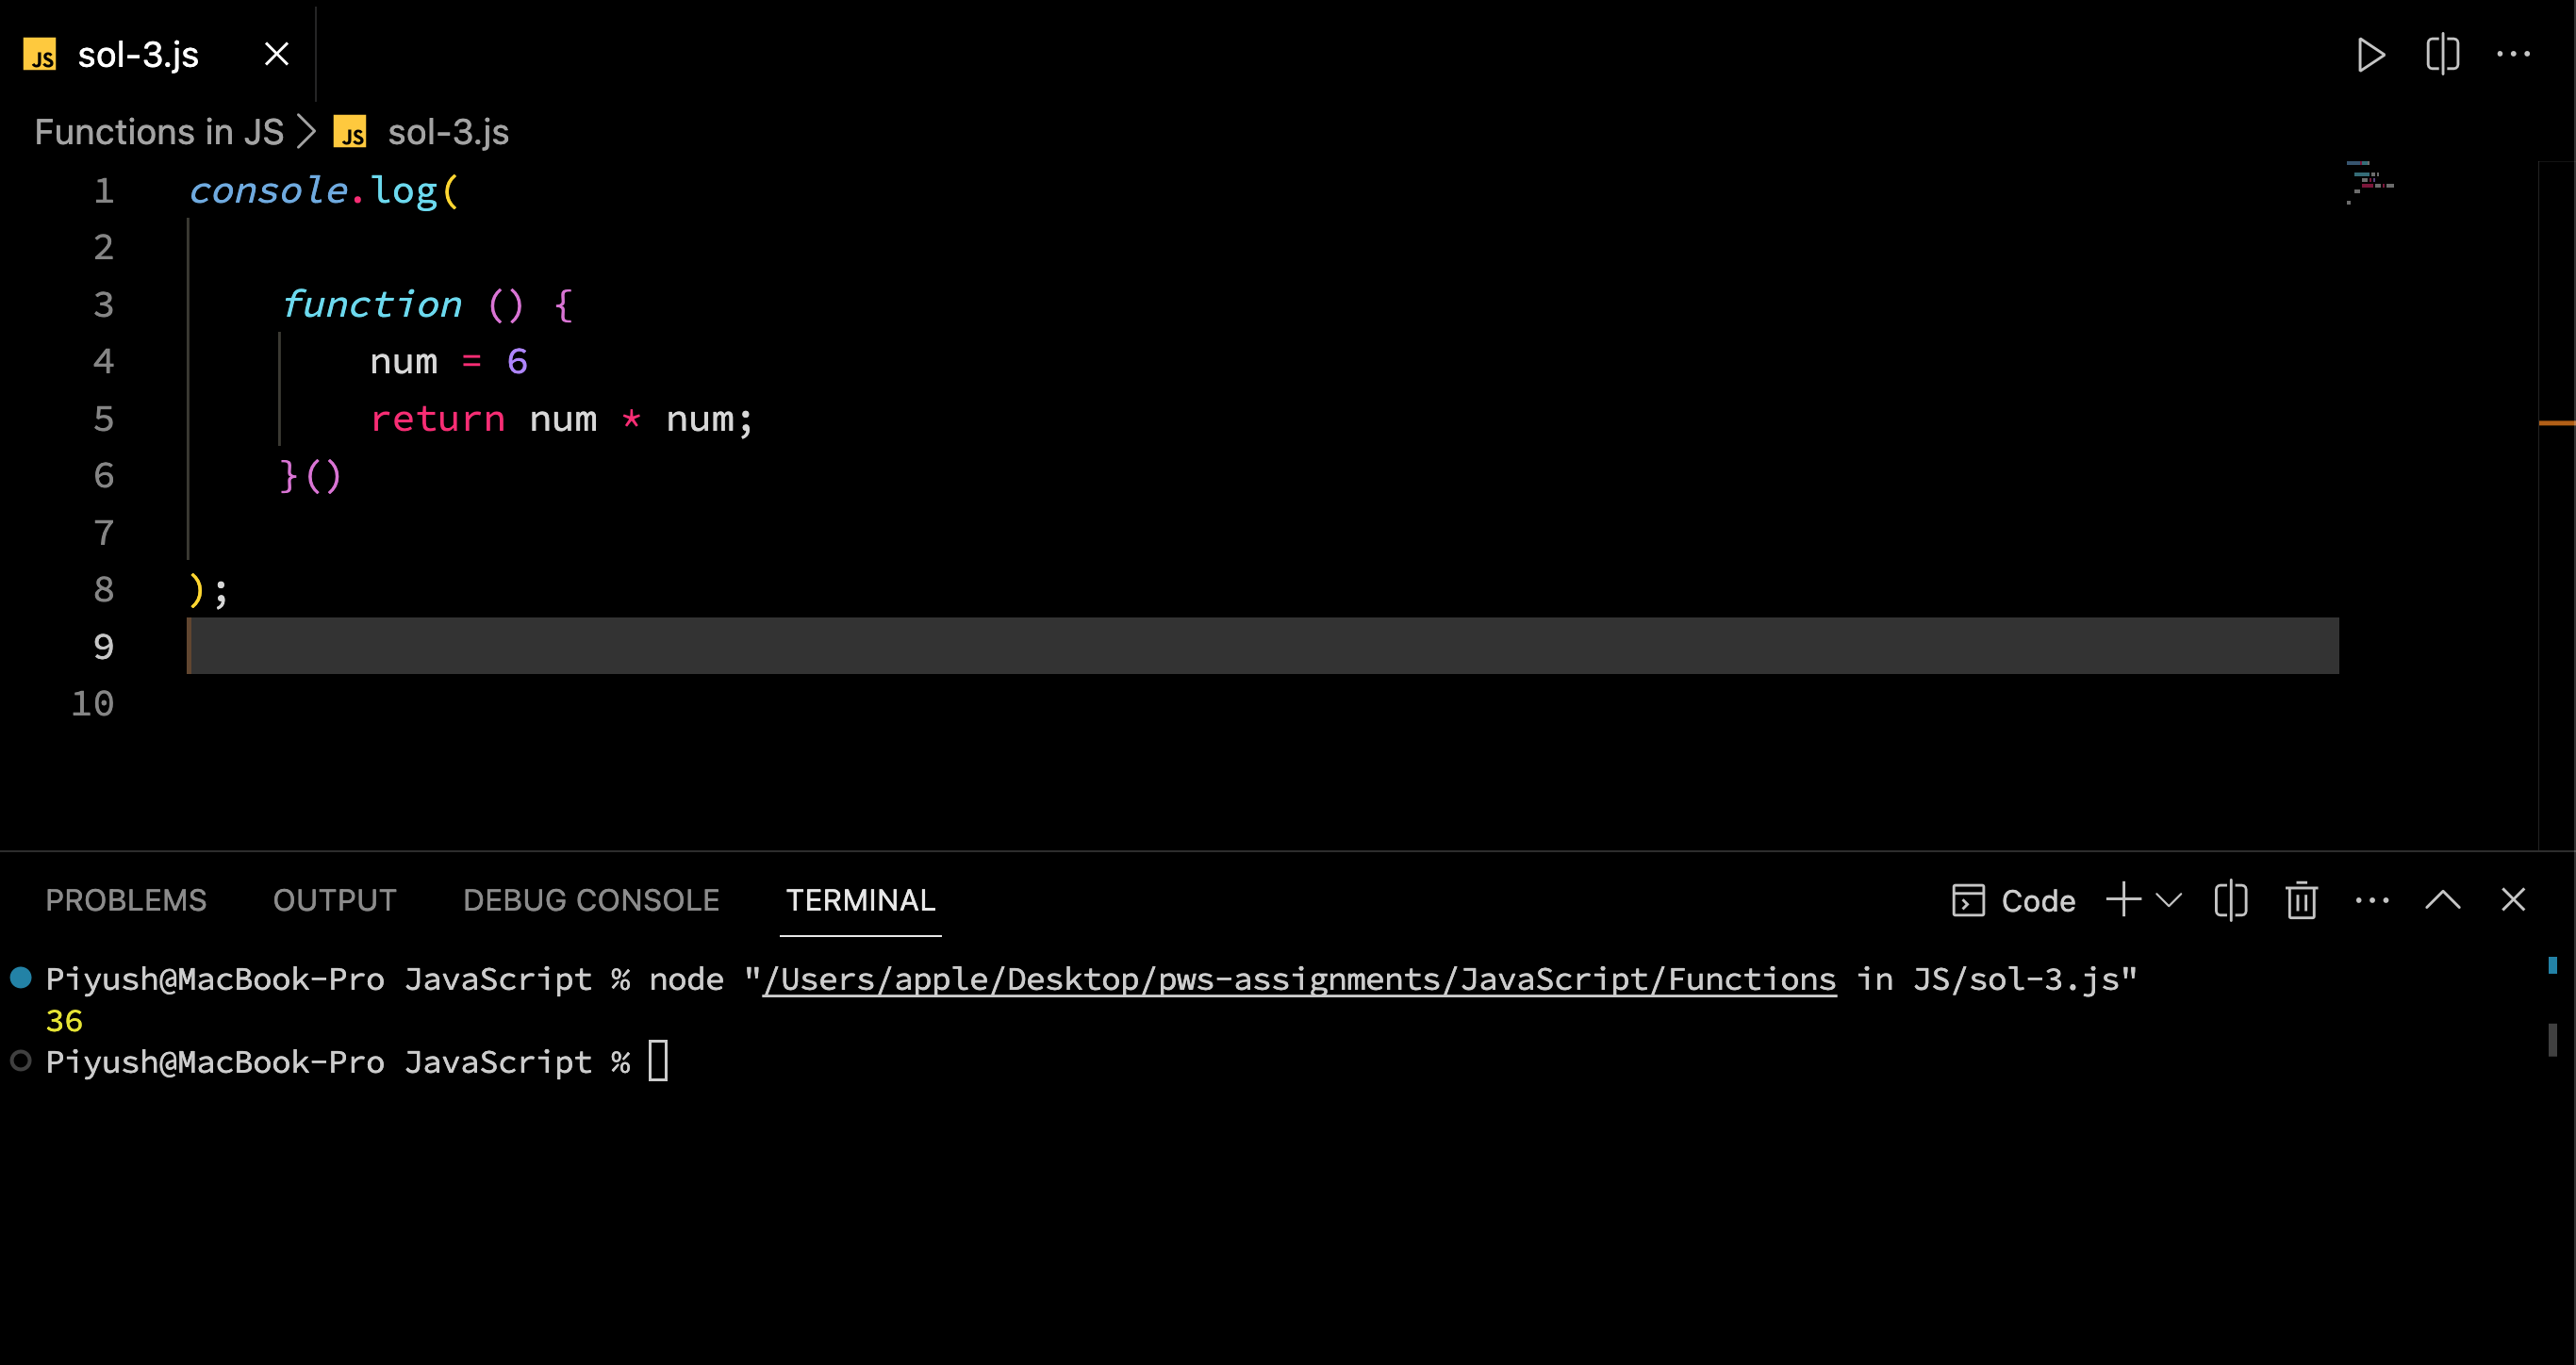 JS sol-3.js
Functions in JS > JS sol-3.js
1 console.log(
2
3 function () {
4 num = 6
5 return num * num;
6 }()
7
8 );
9
10
PROBLEMS OUTPUT DEBUG CONSOLE TERMINAL Code
Piyush@MacBook-Pro JavaScript % node "/Users/apple/Desktop/pws-assignments/JavaScript/Functions in JS/sol-3.js"
36
Piyush@MacBook-Pro JavaScript %